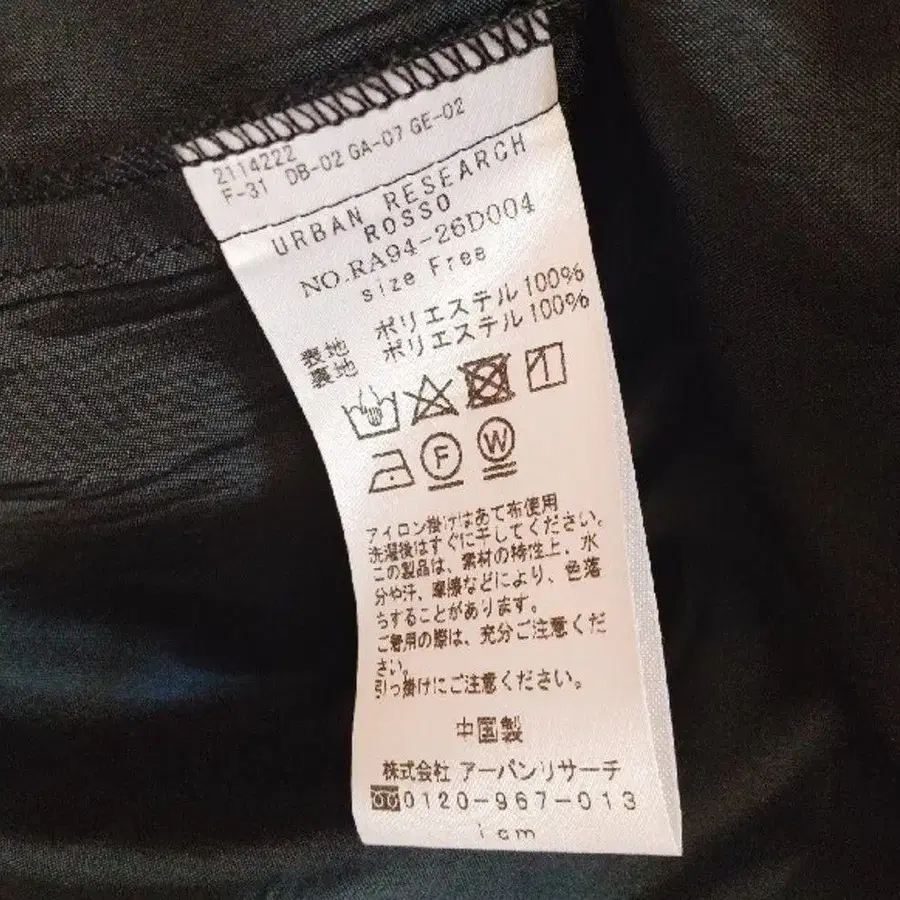 2114222
F-31 DB-02 GA-07 GE-02
URBAN RESEARCH
ROSSO
NO.RA94-26D004
size Free
表地 ポリエステル100%
裏地 ポリエステル100%
F W
アイロン掛けはあて布使用
洗濯後はすぐに干してください。
この製品は、素材の特性上、水
分や汗、摩擦などにより、色落
ちすることがあります。
ご着用の際は、充分ご注意くだ
さい。
引っ掛けにご注意ください。
中国製
株式会社 アーバンリサーチ
0120-967-013
1cm